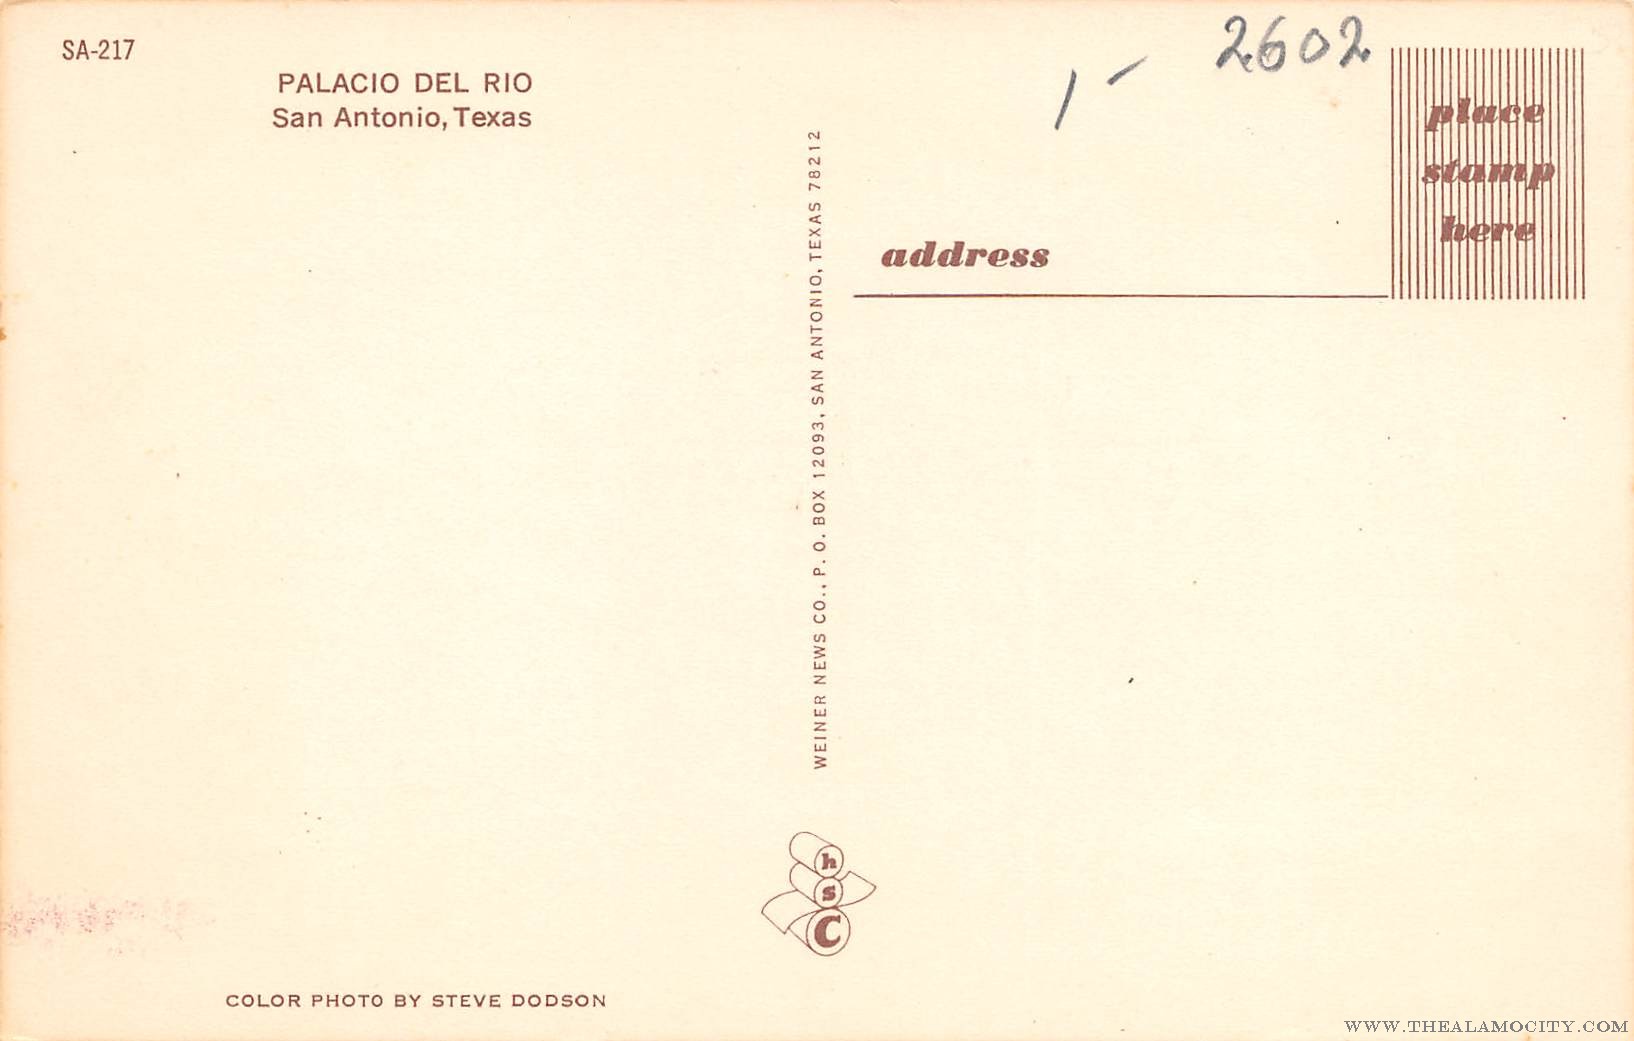 SA-217
PALACIO DEL RIO
San Antonio, Texas
1 -
2602
place
stamp
here
address
WEINER NEWS CO., P. O. BOX 12093, SAN ANTONIO, TEXAS 78212
h
s
C
COLOR PHOTO BY STEVE DODSON
WWW.THEALAMOCITY.COM